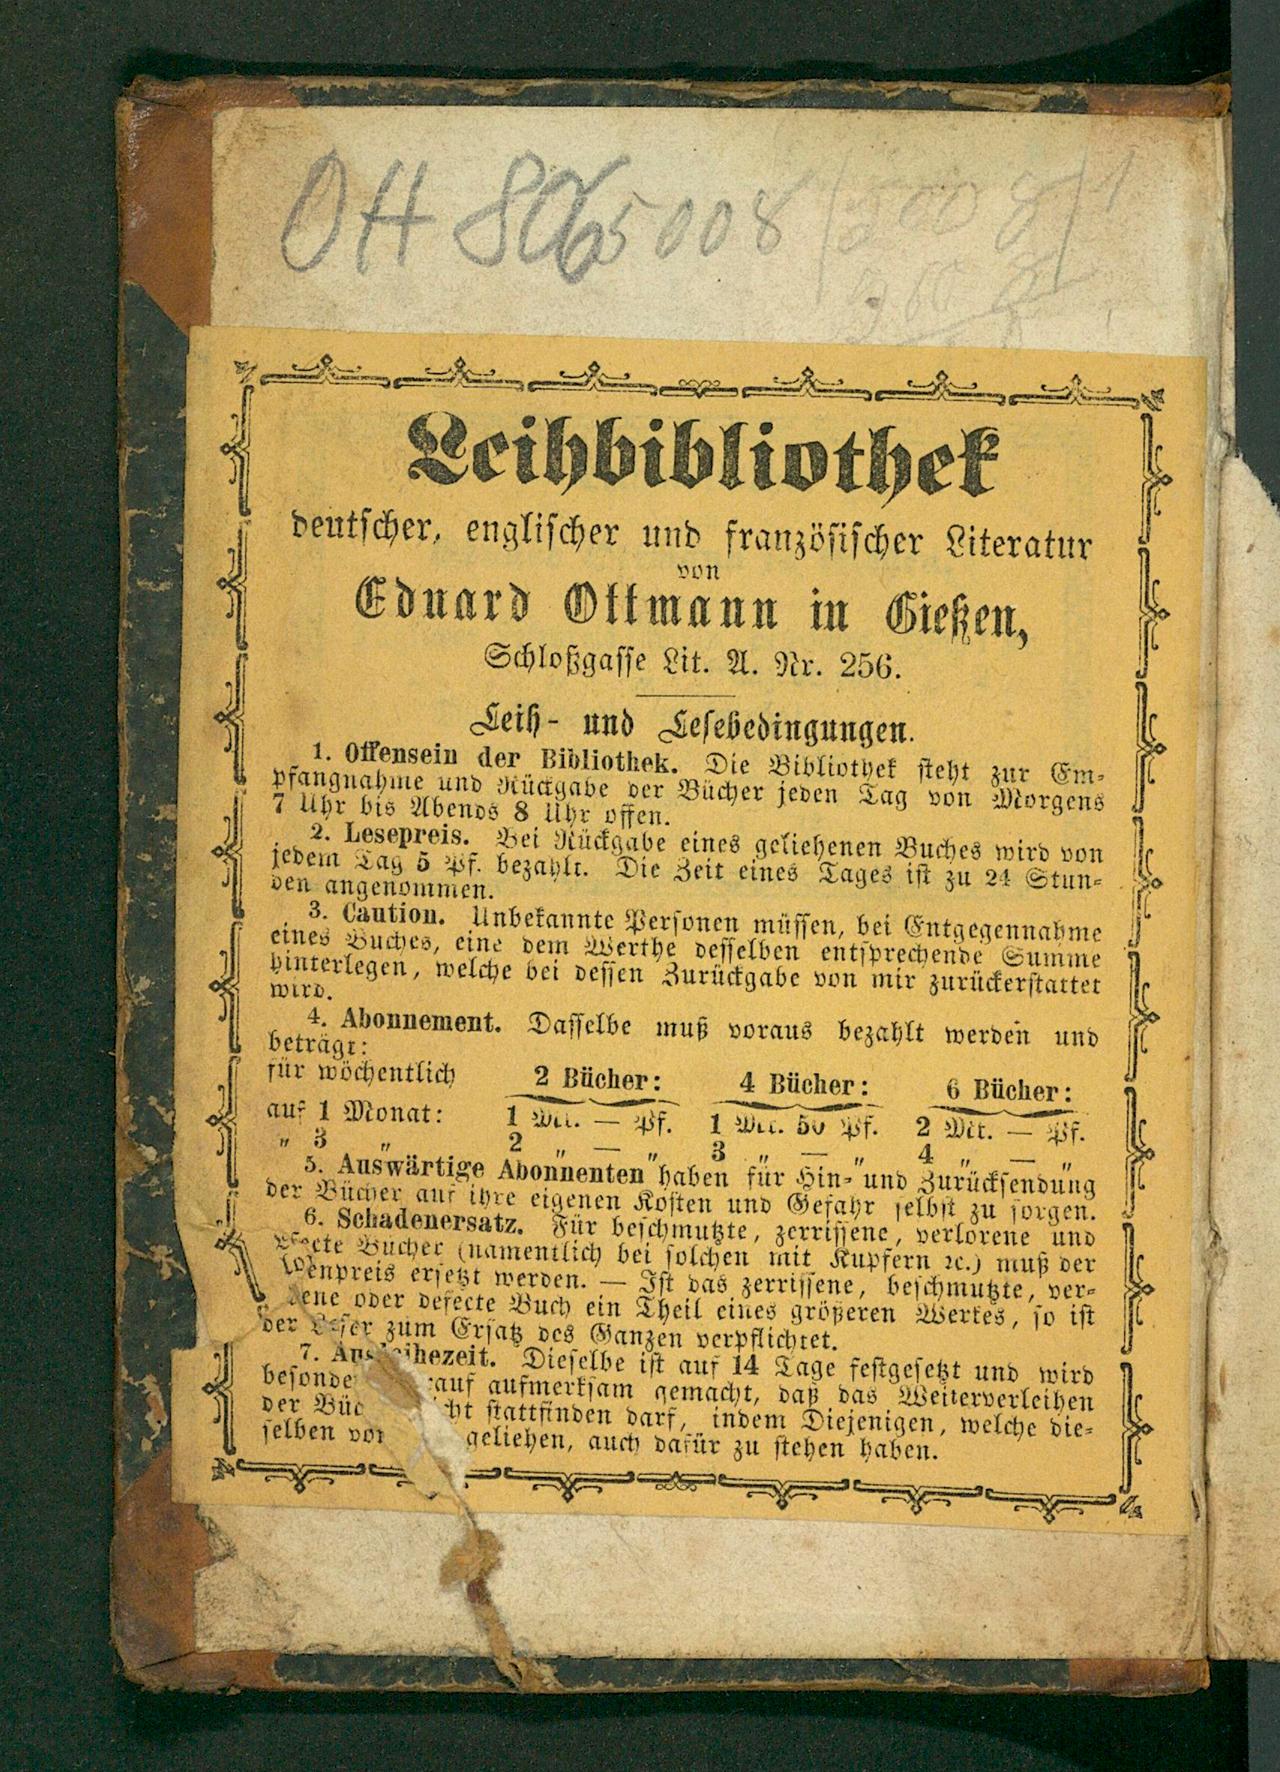 OH 8065008
Leihbibliothek
deutscher, englischer und französischer Literatur
von
Eduard Ottmann in Gießen,
Schloßgasse Lit. A. Nr. 256.
Leih- und Lesebedingungen.
1. Offensein der Bibliothek. Die Bibliothek steht zur Em-
pfangnahme und Rückgabe der Bücher jeden Tag von Morgens
7 Uhr bis Abends 8 Uhr offen.
2. Lesepreis. Bei Rückgabe eines geliehenen Buches wird von
jedem Tag 5 Pf. bezahlt. Die Zeit eines Tages ist zu 24 Stun-
den angenommen.
3. Caution. Unbekannte Personen müssen, bei Entgegennahme
eines Buches, eine dem Werthe desselben entsprechende Summe
hinterlegen, welche bei dessen Zurückgabe von mir zurückerstattet
wird.
4. Abonnement. Dasselbe muß voraus bezahlt werden und
beträgt:
für wöchentlich 2 Bücher: 4 Bücher: 6 Bücher:
auf 1 Monat: 1 Mk. — Pf. 1 Mk. 50 Pf. 2 Mk. — Pf.
„ 3 „ 2 „ — „ 3 „ — „ 4 „ — „
5. Auswärtige Abonnenten haben für Hin- und Zurücksendung
der Bücher auf ihre eigenen Kosten und Gefahr selbst zu sorgen.
6. Schadenersatz. Für beschmutzte, zerrissene, verlorene und
Bücher (namentlich bei solchen mit Kupfern ꝛc.) muß der
ersetzt werden. — Ist das zerrissene, beschmutzte, ver-
oder defecte Buch ein Theil eines größeren Werkes, so ist
der Leser zum Ersatz des Ganzen verpflichtet.
7. Ausleihezeit. Dieselbe ist auf 14 Tage festgesetzt und wird
aufmerksam gemacht, daß das Weiterverleihen
der stattfinden darf, indem Diejenigen, welche die-
selben geliehen, auch dafür zu stehen haben.